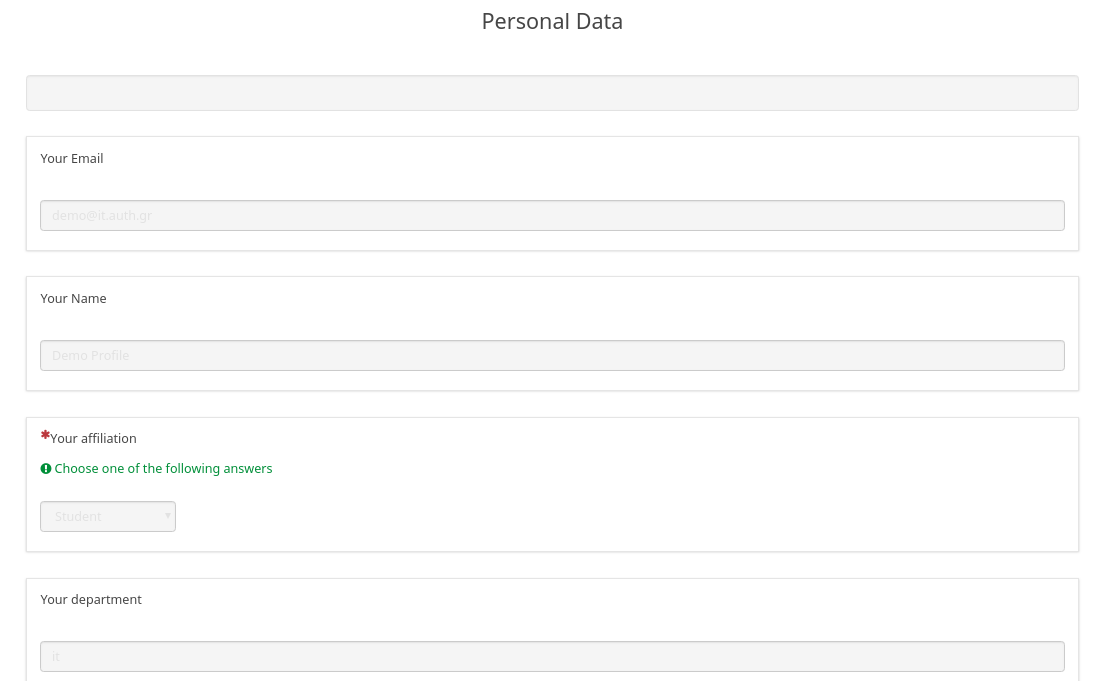 Personal Data
Your Email
demo@it.auth.gr
Your Name
Demo Profile
✱Your affiliation
Choose one of the following answers
Student
Your department
it